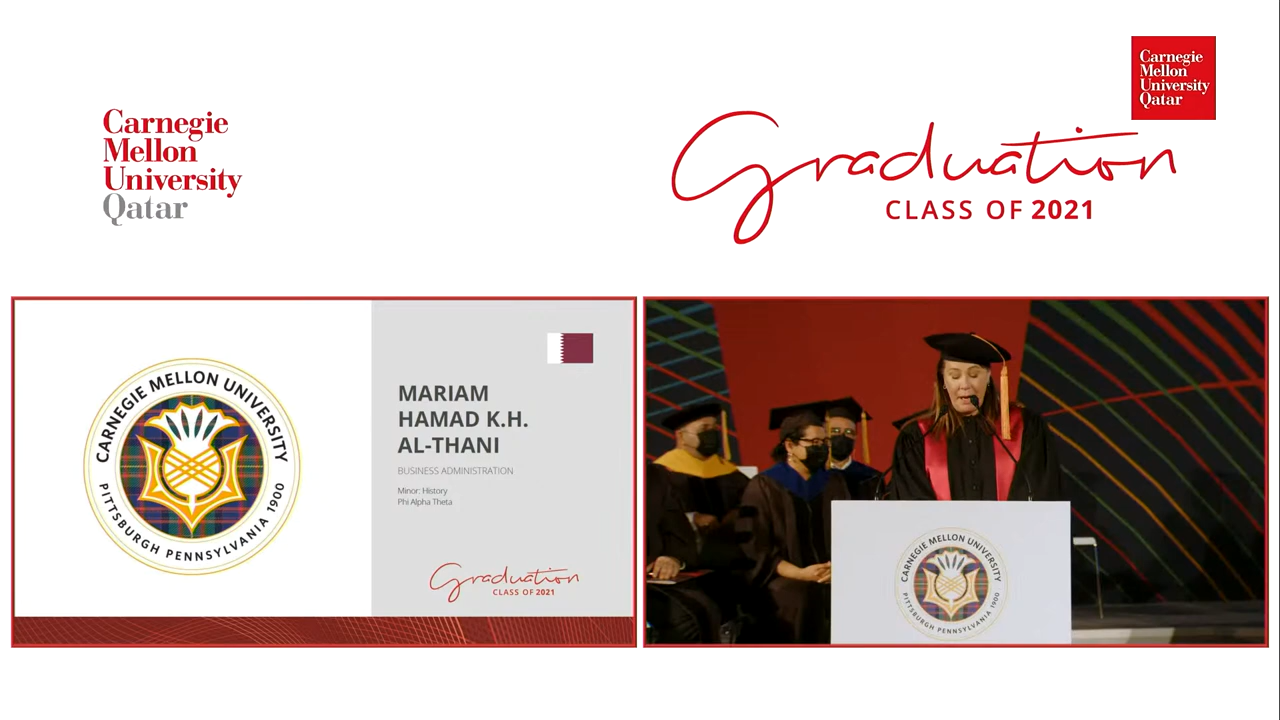 Carnegie
Mellon
University
Qatar
Graduation
CLASS OF 2021
Carnegie
Mellon
University
Qatar
CARNEGIE MELLON UNIVERSITY
PITTSBURGH PENNSYLVANIA 1900
MARIAM
HAMAD K.H.
AL-THANI
BUSINESS ADMINISTRATION
Minor: History
Phi Alpha Theta
Graduation
CLASS OF 2021
CARNEGIE MELLON UNIVERSITY
PITTSBURGH PENNSYLVANIA 1900